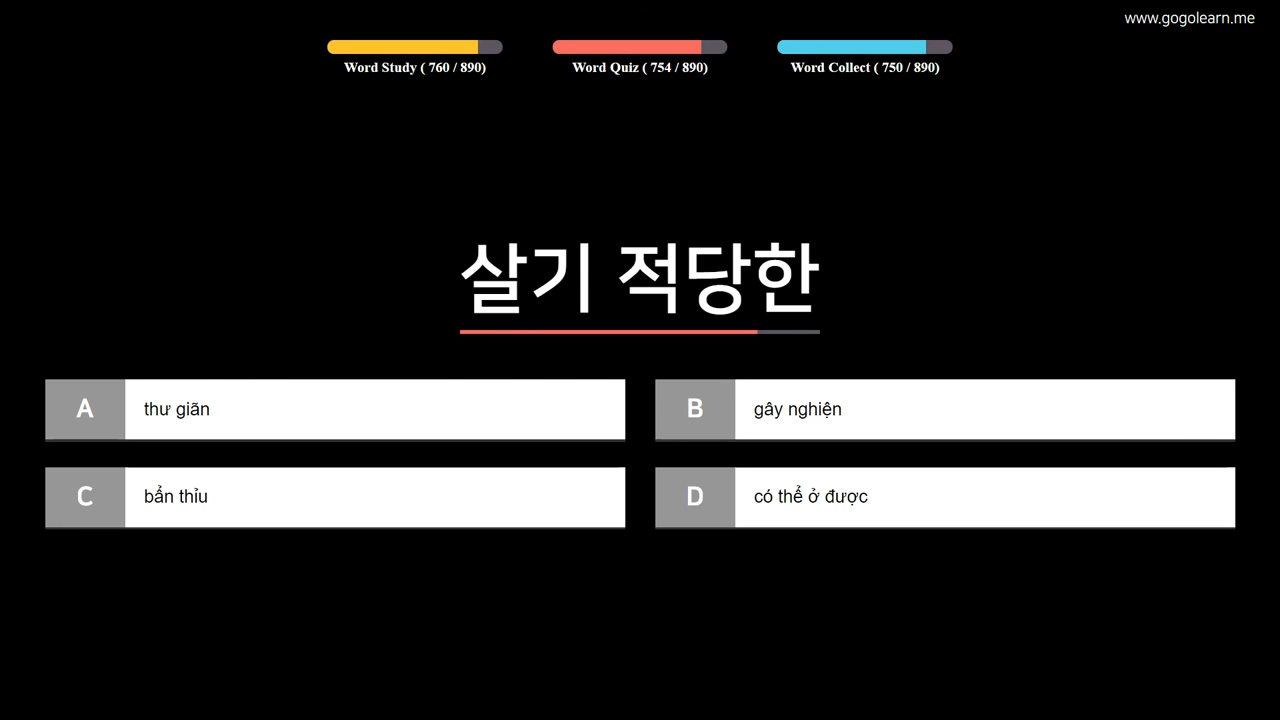 www.gogolearn.me
Word Study ( 760 / 890)
Word Quiz ( 754 / 890)
Word Collect ( 750 / 890)
살기 적당한
A thư giãn
B gây nghiện
C bẩn thỉu
D có thể ở được